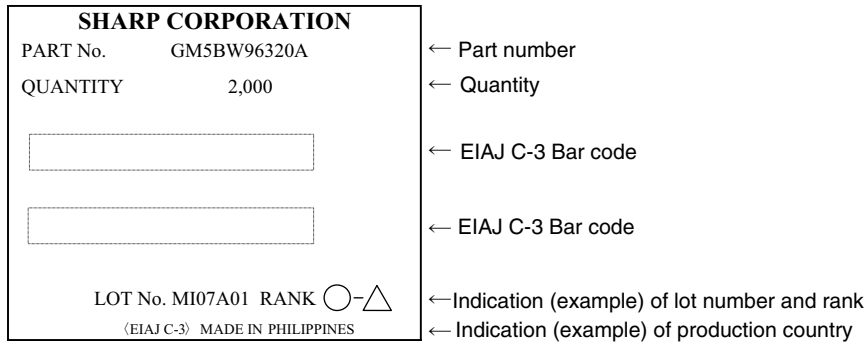 SHARP CORPORATION
PART No. GM5BW96320A ← Part number
QUANTITY 2,000 ← Quantity
← EIAJ C-3 Bar code
← EIAJ C-3 Bar code
LOT No. MI07A01 RANK ○-△ ←Indication (example) of lot number and rank
〈EIAJ C-3〉 MADE IN PHILIPPINES ← Indication (example) of production country